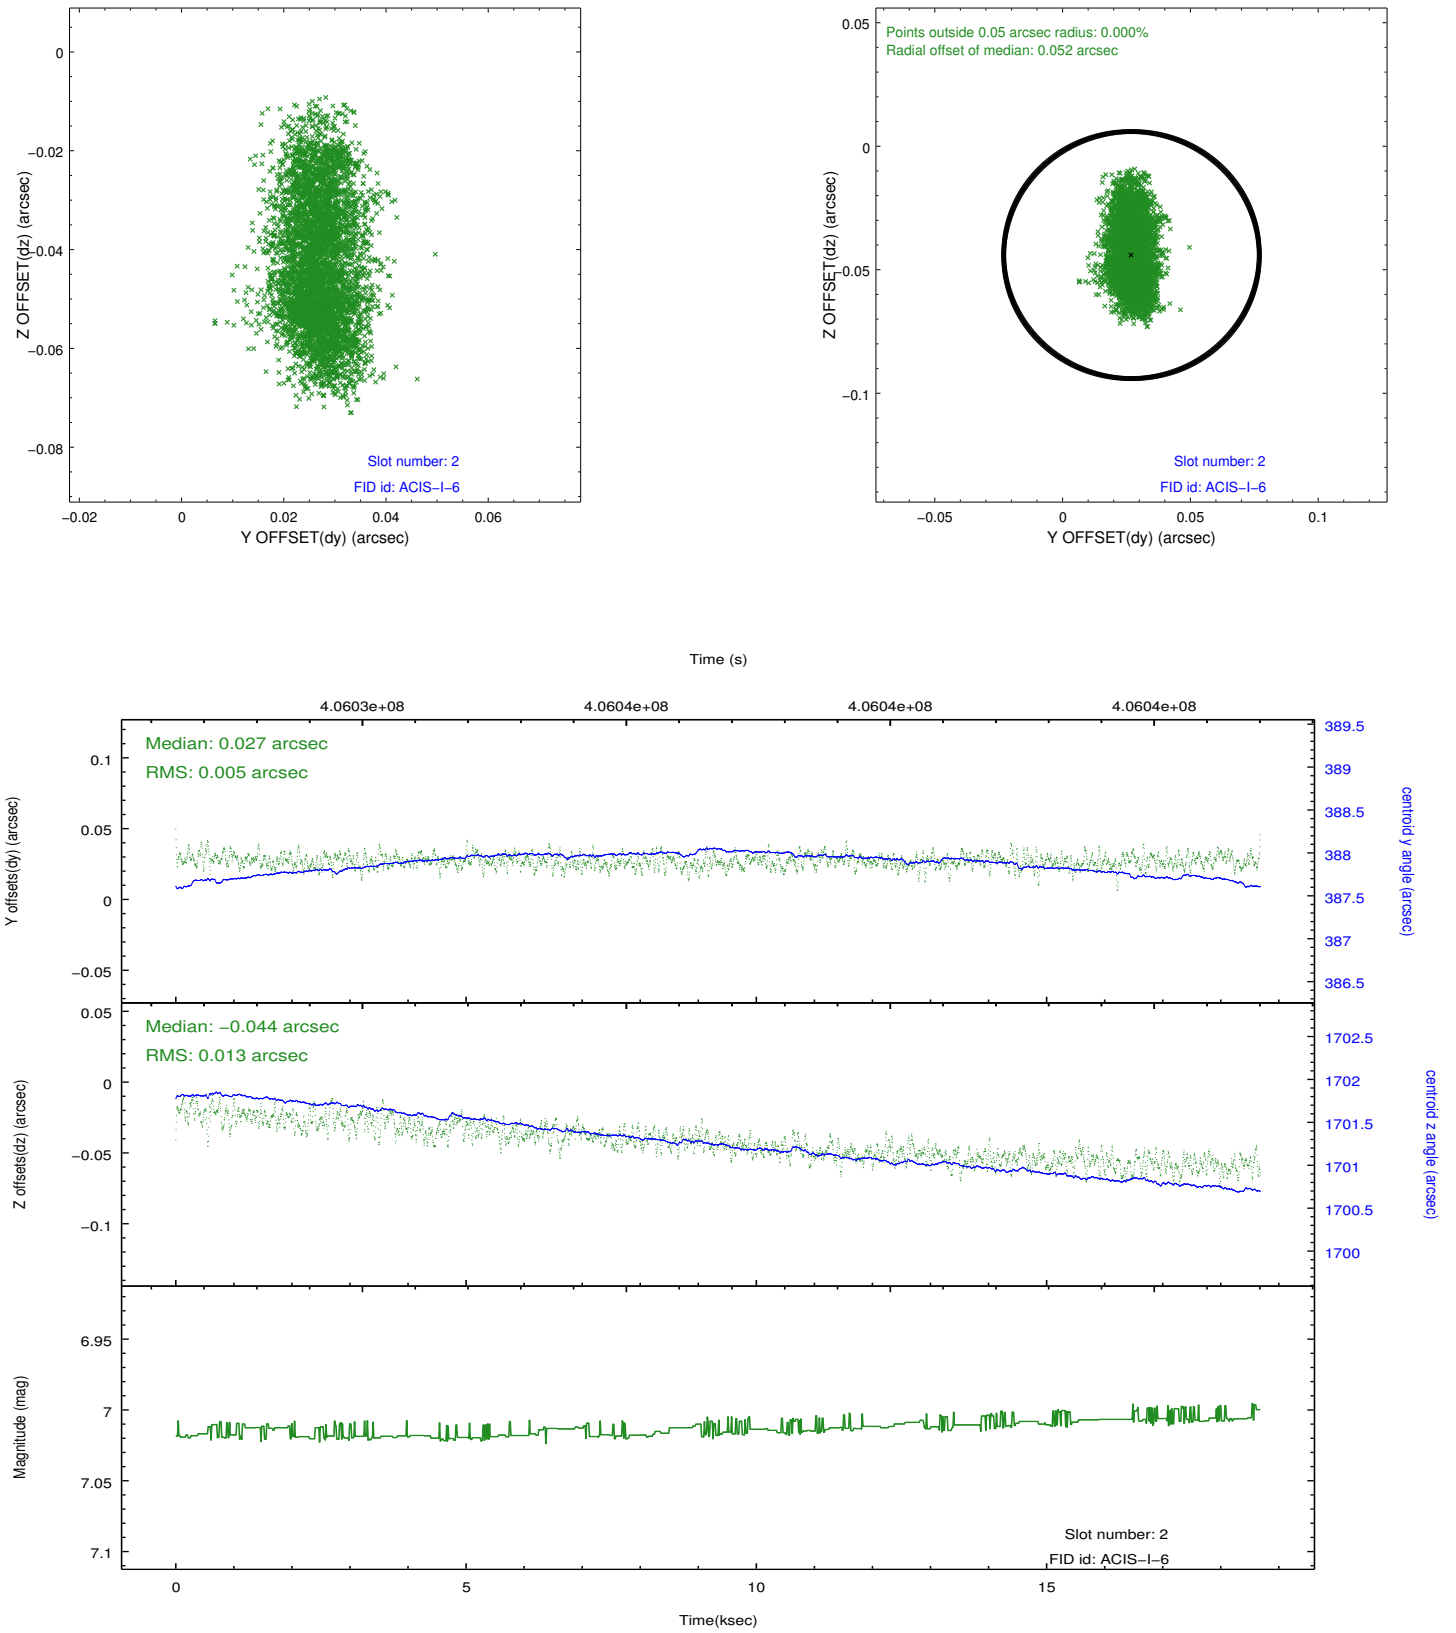 0
−0.02
−0.04
−0.06
−0.08
Z OFFSET(dz) (arcsec)
Slot number: 2
FID id: ACIS−I−6
−0.02 0 0.02 0.04 0.06
Y OFFSET(dy) (arcsec)
Points outside 0.05 arcsec radius: 0.000%
Radial offset of median: 0.052 arcsec
0.05
0
−0.05
−0.1
Z OFFSET(dz) (arcsec)
Slot number: 2
FID id: ACIS−I−6
−0.05 0 0.05 0.1
Y OFFSET(dy) (arcsec)
Time (s)
4.0603e+08 4.0604e+08 4.0604e+08 4.0604e+08
Median: 0.027 arcsec
RMS: 0.005 arcsec
0.1
0.05
0
−0.05
Y offsets(dy) (arcsec)
389.5
389
388.5
388
387.5
387
386.5
centroid y angle (arcsec)
Median: −0.044 arcsec
RMS: 0.013 arcsec
0.05
0
−0.05
−0.1
Z offsets(dz) (arcsec)
1702.5
1702
1701.5
1701
1700.5
1700
centroid z angle (arcsec)
6.95
7
7.05
7.1
Magnitude (mag)
Slot number: 2
FID id: ACIS−I−6
0 5 10 15
Time(ksec)